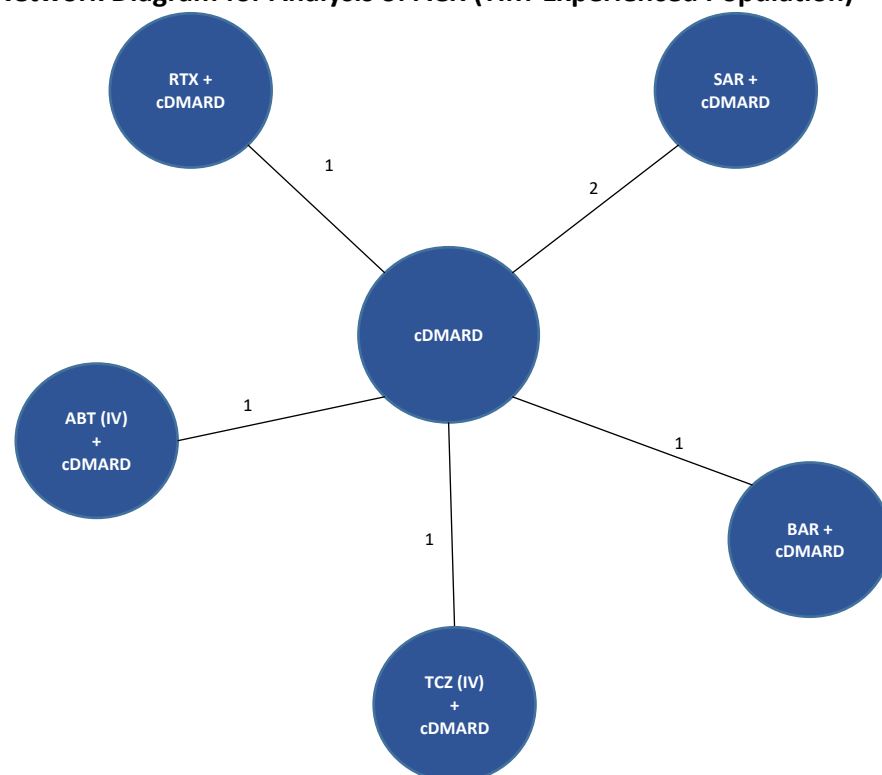 RTX +
cDMARD
SAR +
cDMARD
1
2
cDMARD
ABT (IV)
+
cDMARD
1
1
BAR +
cDMARD
1
TCZ (IV)
+
cDMARD